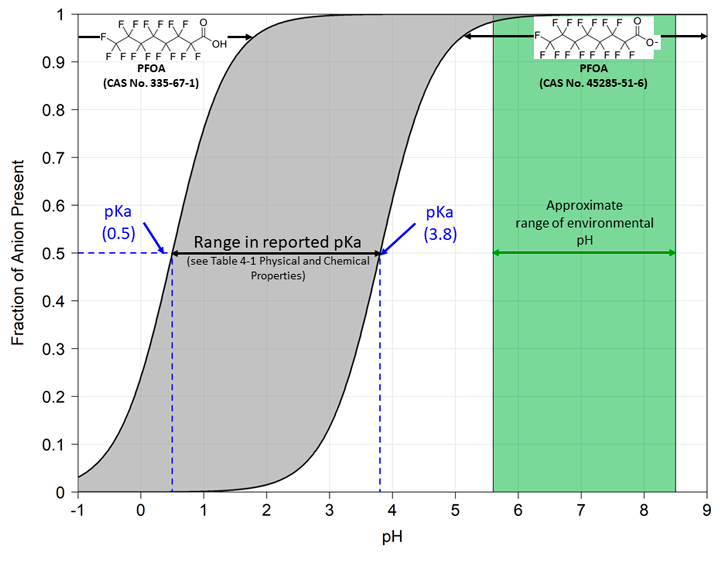 1
0.9
0.8
0.7
0.6
0.5
0.4
0.3
0.2
0.1
0
Fraction of Anion Present
-1
0
1
2
3
4
5
6
7
8
9
pH
F F F F F F F O
F OH
F F F F F F F
PFOA
(CAS No. 335-67-1)
F F F F F F F O
F O-
F F F F F F F
PFOA
(CAS No. 45285-51-6)
pKa
(0.5)
Range in reported pKa
(see Table 4-1 Physical and Chemical
Properties)
pKa
(3.8)
Approximate
range of environmental
pH